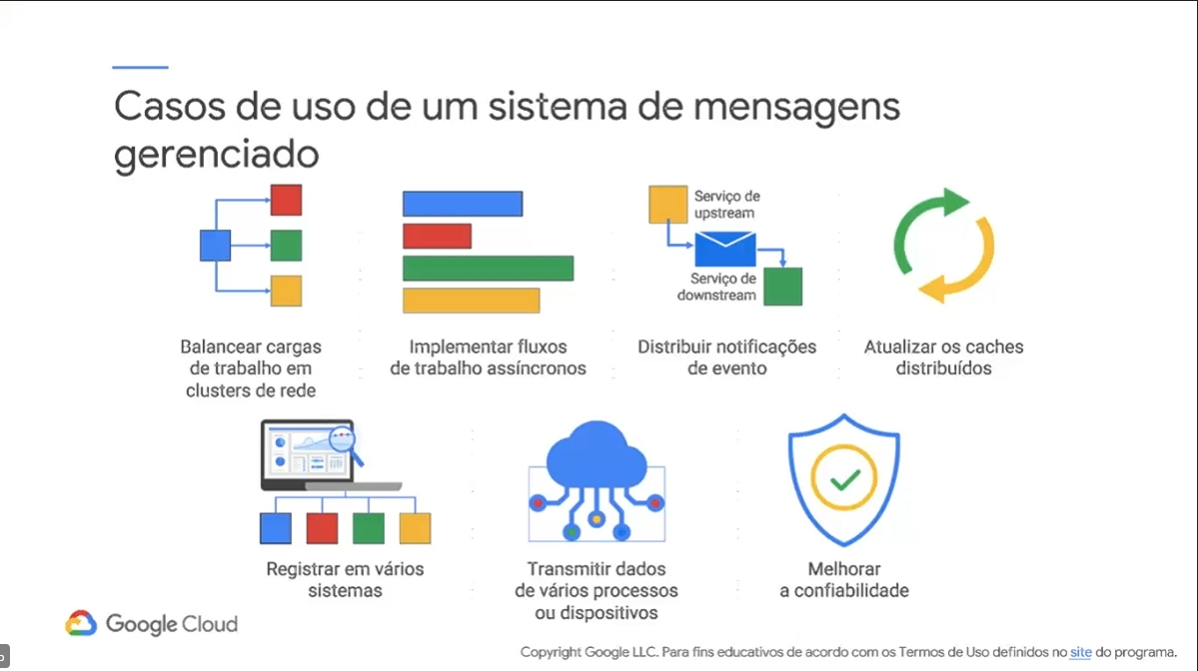 Casos de uso de um sistema de mensagens
gerenciado
Serviço de
upstream
Serviço de
downstream
Balancear cargas
de trabalho em
clusters de rede
Implementar fluxos
de trabalho assíncronos
Distribuir notificações
de evento
Atualizar os caches
distribuídos
Registrar em vários
sistemas
Transmitir dados
de vários processos
ou dispositivos
Melhorar
a confiabilidade
Google Cloud
Copyright Google LLC. Para fins educativos de acordo com os Termos de Uso definidos no site do programa.